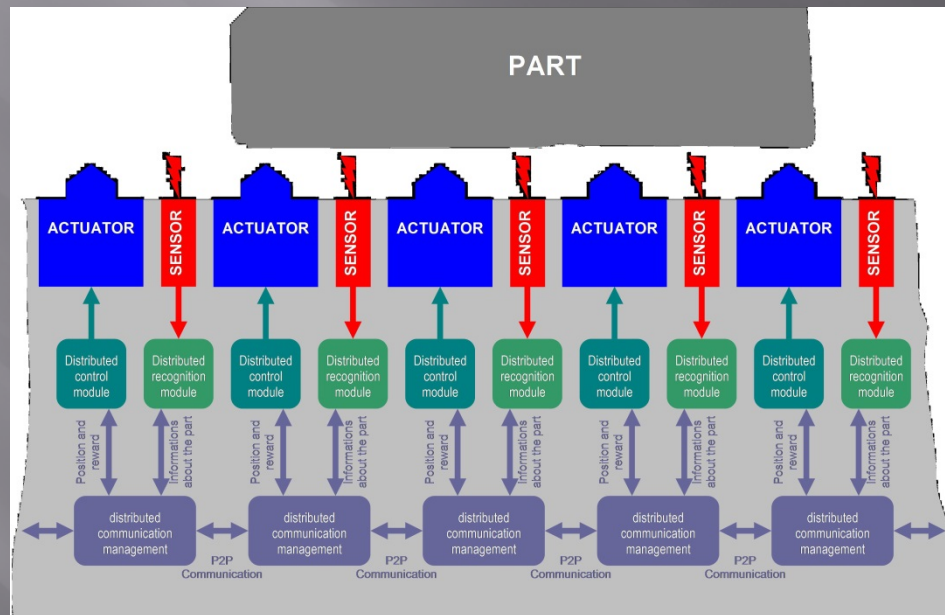 PART
ACTUATOR
SENSOR
ACTUATOR
SENSOR
ACTUATOR
SENSOR
ACTUATOR
SENSOR
ACTUATOR
SENSOR
Distributed
control
module
Distributed
recognition
module
Distributed
control
module
Distributed
recognition
module
Distributed
control
module
Distributed
recognition
module
Distributed
control
module
Distributed
recognition
module
Distributed
control
module
Distributed
recognition
module
Position and
reward
Informations
about the part
Position and
reward
Informations
about the part
Position and
reward
Informations
about the part
Position and
reward
Informations
about the part
Position and
reward
Informations
about the part
distributed
communication
management
distributed
communication
management
distributed
communication
management
distributed
communication
management
distributed
communication
management
P2P
Communication
P2P
Communication
P2P
Communication
P2P
Communication